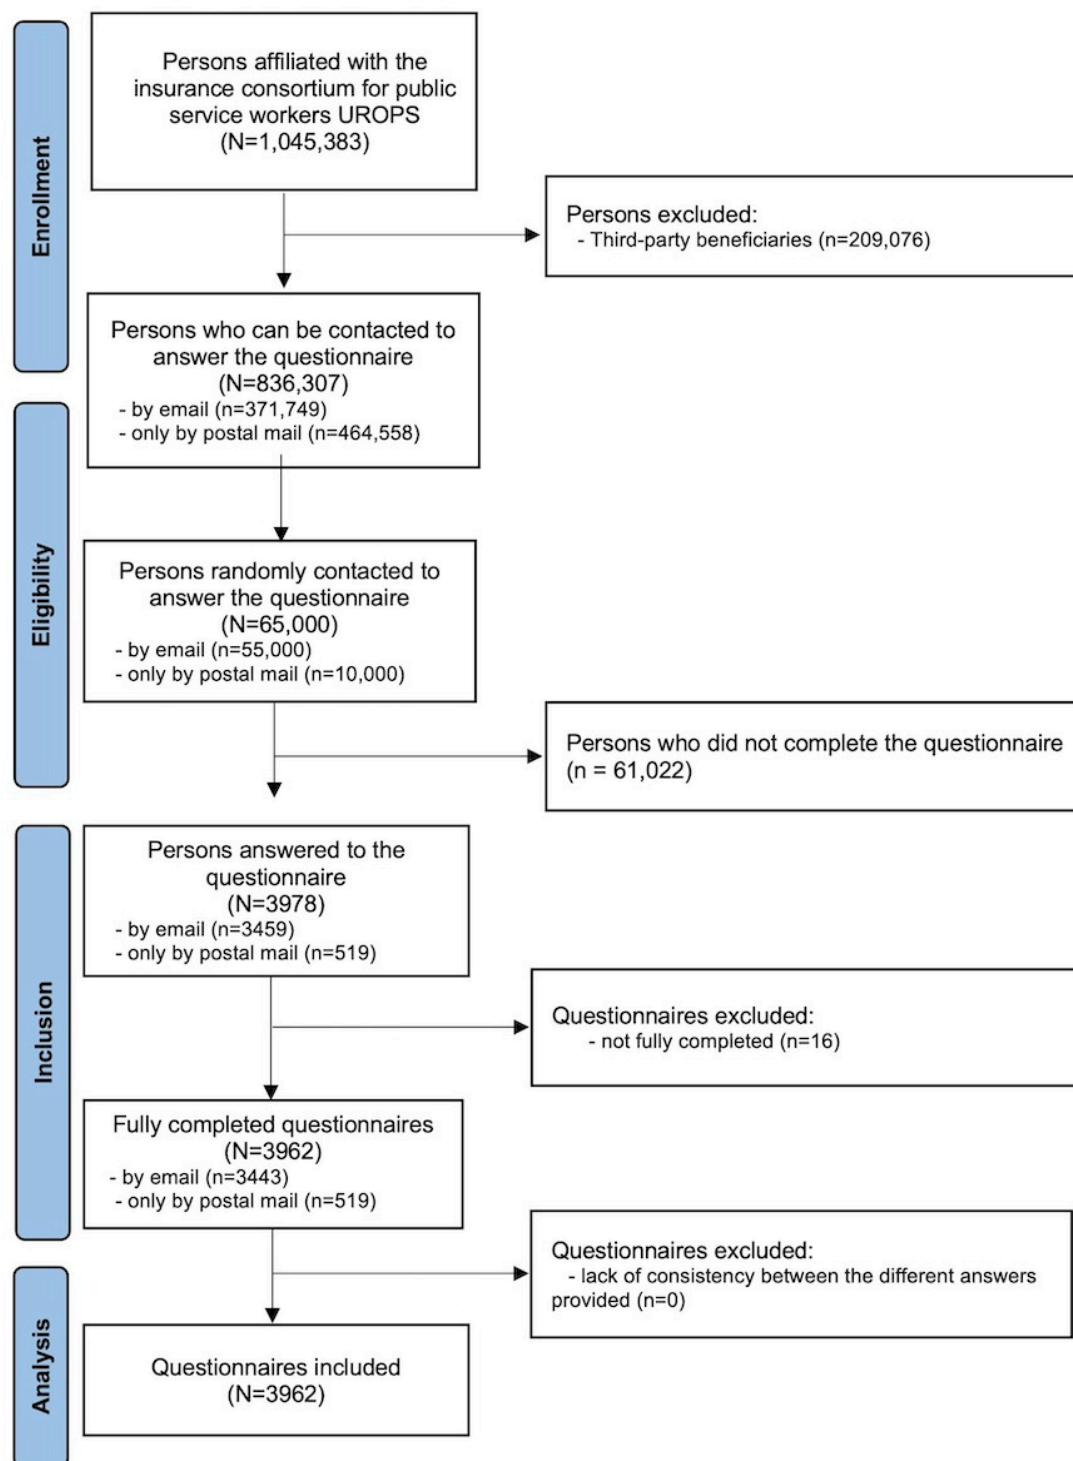 Enrollment
Persons affiliated with the
insurance consortium for public
service workers UROPS
(N=1,045,383)
Persons excluded:
- Third-party beneficiaries (n=209,076)
Persons who can be contacted to
answer the questionnaire
(N=836,307)
- by email (n=371,749)
- only by postal mail (n=464,558)
Eligibility
Persons randomly contacted to
answer the questionnaire
(N=65,000)
- by email (n=55,000)
- only by postal mail (n=10,000)
Persons who did not complete the questionnaire
(n = 61,022)
Inclusion
Persons answered to the
questionnaire
(N=3978)
- by email (n=3459)
- only by postal mail (n=519)
Questionnaires excluded:
- not fully completed (n=16)
Fully completed questionnaires
(N=3962)
- by email (n=3443)
- only by postal mail (n=519)
Questionnaires excluded:
- lack of consistency between the different answers
provided (n=0)
Analysis
Questionnaires included
(N=3962)